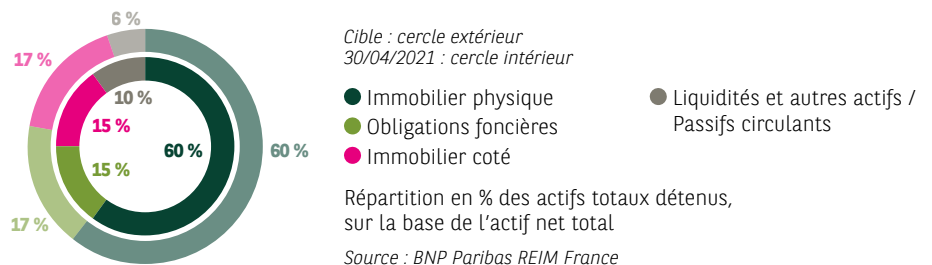 6 %
17 %
10 %
15 %
60 %
60 %
15 %
17 %
Cible : cercle extérieur
30/04/2021 : cercle intérieur
Immobilier physique
Obligations foncières
Immobilier coté
Liquidités et autres actifs /
Passifs circulants
Répartition en % des actifs totaux détenus,
sur la base de l'actif net total
Source : BNP Paribas REIM France